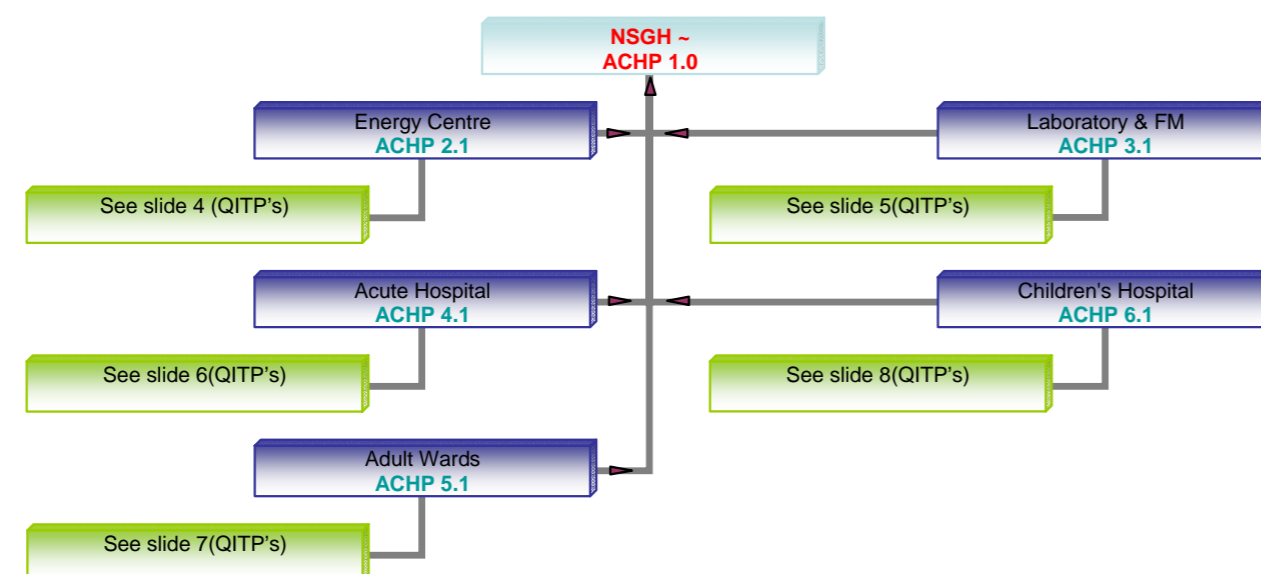 NSGH ~
ACHP 1.0
Energy Centre
ACHP 2.1
Laboratory & FM
ACHP 3.1
See slide 4 (QITP's)
See slide 5(QITP's)
Acute Hospital
ACHP 4.1
Children's Hospital
ACHP 6.1
See slide 6(QITP's)
See slide 8(QITP's)
Adult Wards
ACHP 5.1
See slide 7(QITP's)